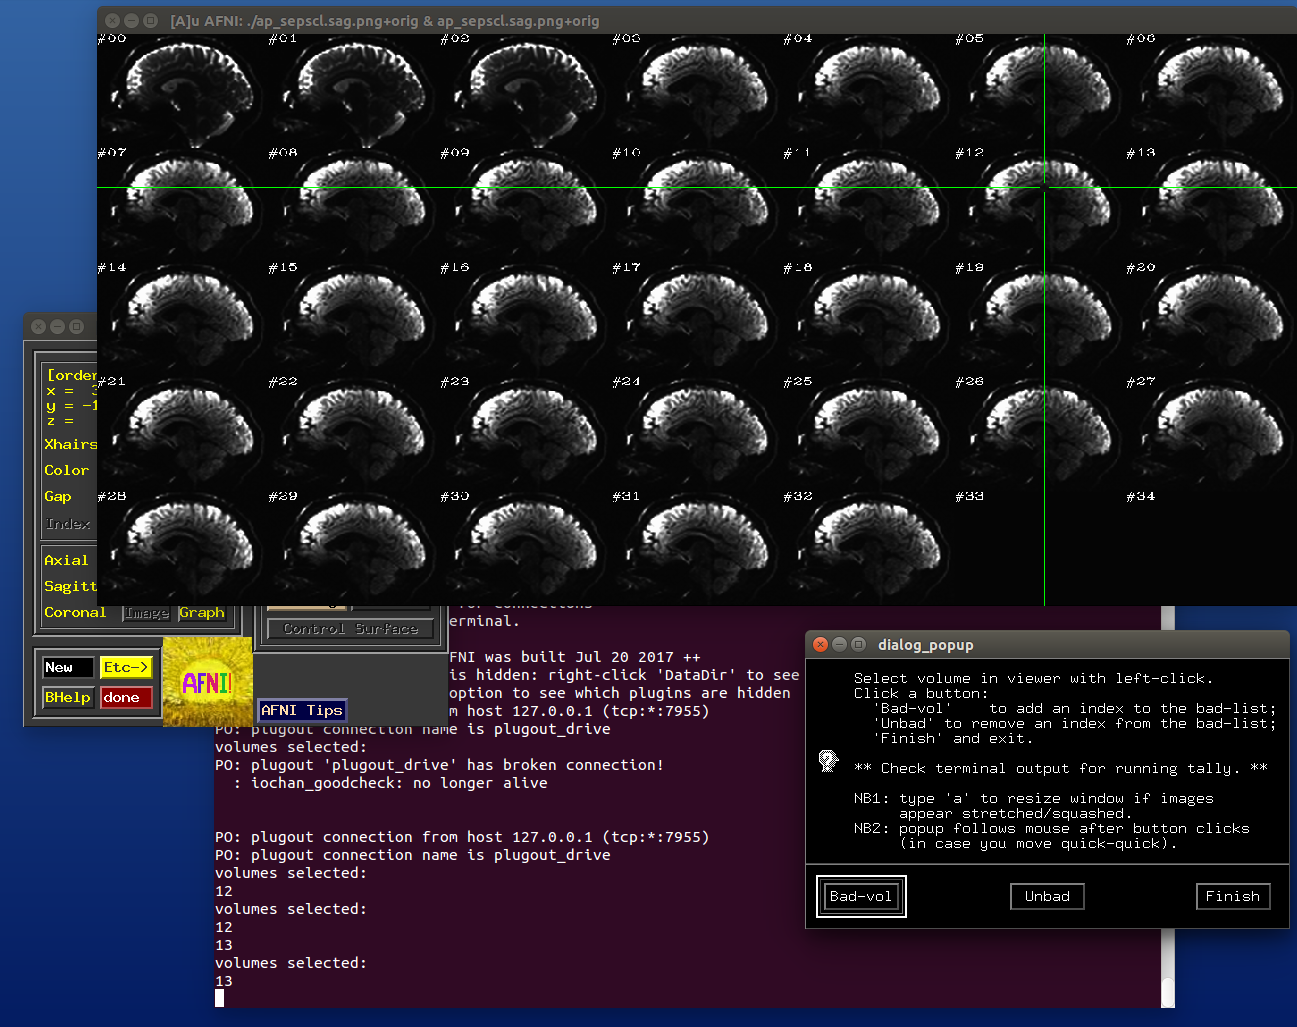 [A]u AFNI: ./ap_sepscl.sag.png+orig & ap_sepscl.sag.png+orig
#00 #01 #02 #03 #04 #05 #06
#07 #08 #09 #10 #11 #12 #13
#14 #15 #16 #17 #18 #19 #20
#21 #22 #23 #24 #25 #26 #27
#28 #29 #30 #31 #32 #33 #34
[order
x =
y = -1
z =
Xhairs
Color
Gap
Index
Axial
Sagitt
Coronal Image Graph
New Etc->
BHelp done
AFNI!
Control Surface
AFNI Tips
for connections
erminal.
FNI was built Jul 20 2017 ++
is hidden: right-click 'DataDir' to see
option to see which plugins are hidden
m host 127.0.0.1 (tcp:*:7955)
PO: plugout connection name is plugout_drive
volumes selected:
PO: plugout 'plugout_drive' has broken connection!
: iochan_goodcheck: no longer alive
PO: plugout connection from host 127.0.0.1 (tcp:*:7955)
PO: plugout connection name is plugout_drive
volumes selected:
12
volumes selected:
12
13
volumes selected:
13
dialog_popup
Select volume in viewer with left-click.
Click a button:
'Bad-vol' to add an index to the bad-list;
'Unbad' to remove an index from the bad-list;
'Finish' and exit.
** Check terminal output for running tally. **
NB1: type 'a' to resize window if images
appear stretched/squashed.
NB2: popup follows mouse after button clicks
(in case you move quick-quick).
Bad-vol Unbad Finish